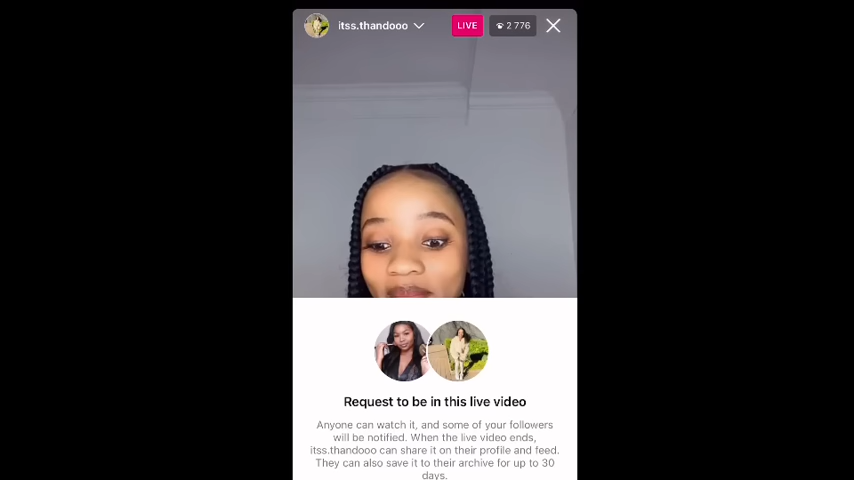 itss.thandooo LIVE 2 776
Request to be in this live video
Anyone can watch it, and some of your followers
will be notified. When the live video ends,
itss.thandooo can share it on their profile and feed.
They can also save it to their archive for up to 30
days.